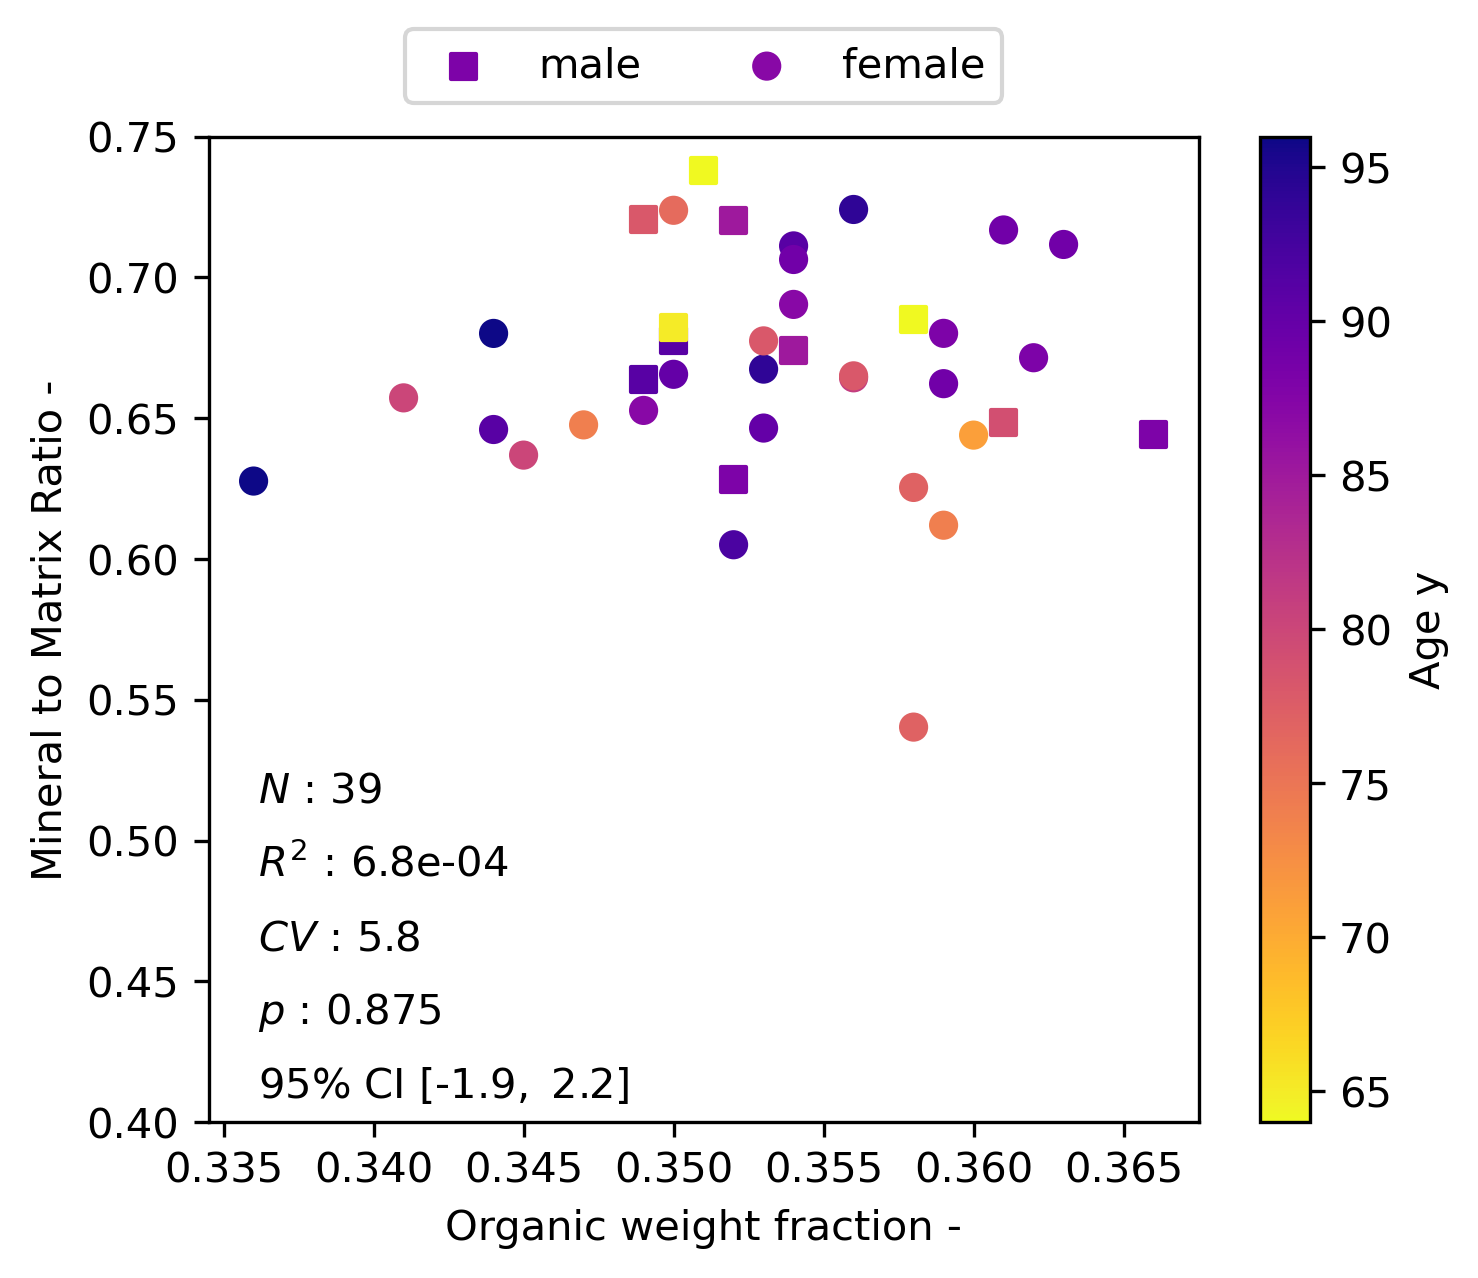 male female
0.75
0.70
0.65
0.60
0.55
0.50
0.45
0.40
Mineral to Matrix Ratio -
N : 39
R² : 6.8e-04
CV : 5.8
p : 0.875
95% CI [-1.9, 2.2]
0.335 0.340 0.345 0.350 0.355 0.360 0.365
Organic weight fraction -
95
90
85
80
75
70
65
Age y